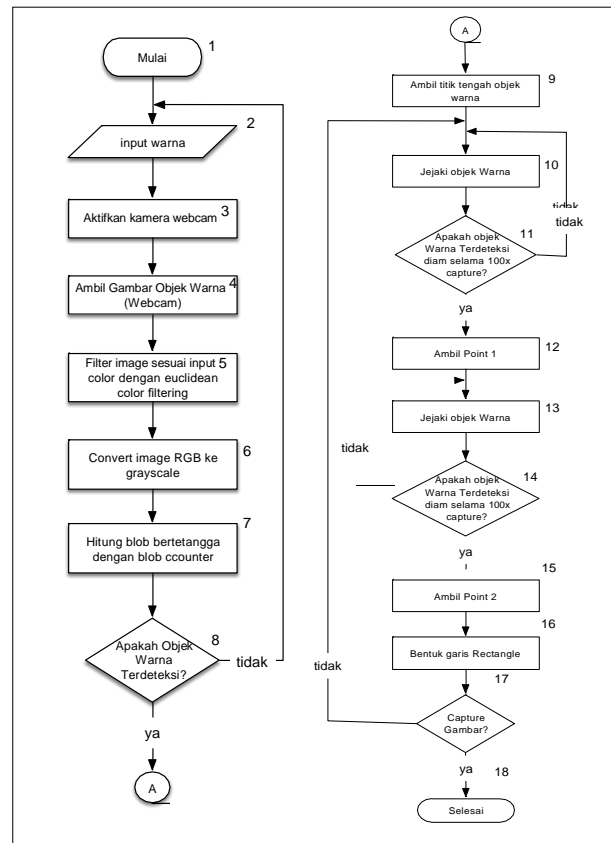 Mulai
1
2
input warna
3
Aktifkan kamera webcam
4
Ambil Gambar Objek Warna
(Webcam)
Filter image sesuai input 5
color dengan euclidean
color filtering
6
Convert image RGB ke
grayscale
7
Hitung blob bertetangga
dengan blob ccounter
8
Apakah Objek
Warna
Terdeteksi?
tidak
ya
A
A
9
Ambil titik tengah objek
warna
10
Jejaki objek Warna
tidak
tidak
11
Apakah objek
Warna Terdeteksi
diam selama 100x
capture?
ya
12
Ambil Point 1
13
Jejaki objek Warna
tidak
14
Apakah objek
Warna Terdeteksi
diam selama 100x
capture?
ya
15
Ambil Point 2
16
Bentuk garis Rectangle
17
tidak
Capture
Gambar?
ya
18
Selesai